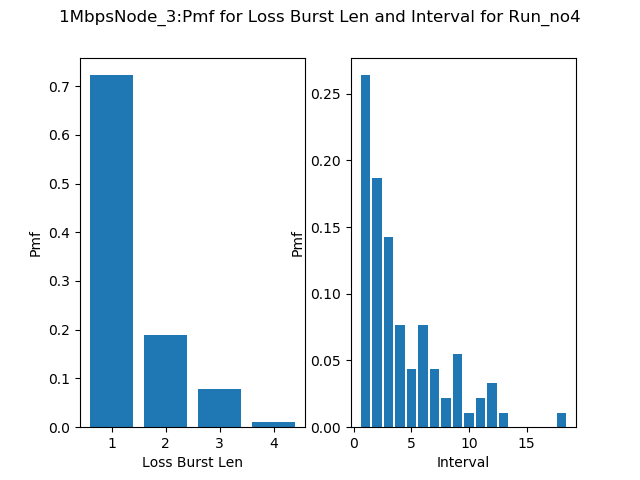 1MbpsNode_3:Pmf for Loss Burst Len and Interval for Run_no4
Pmf
0.7
0.6
0.5
0.4
0.3
0.2
0.1
0.0
1 2 3 4
Loss Burst Len
Pmf
0.25
0.20
0.15
0.10
0.05
0.00
0 5 10 15
Interval